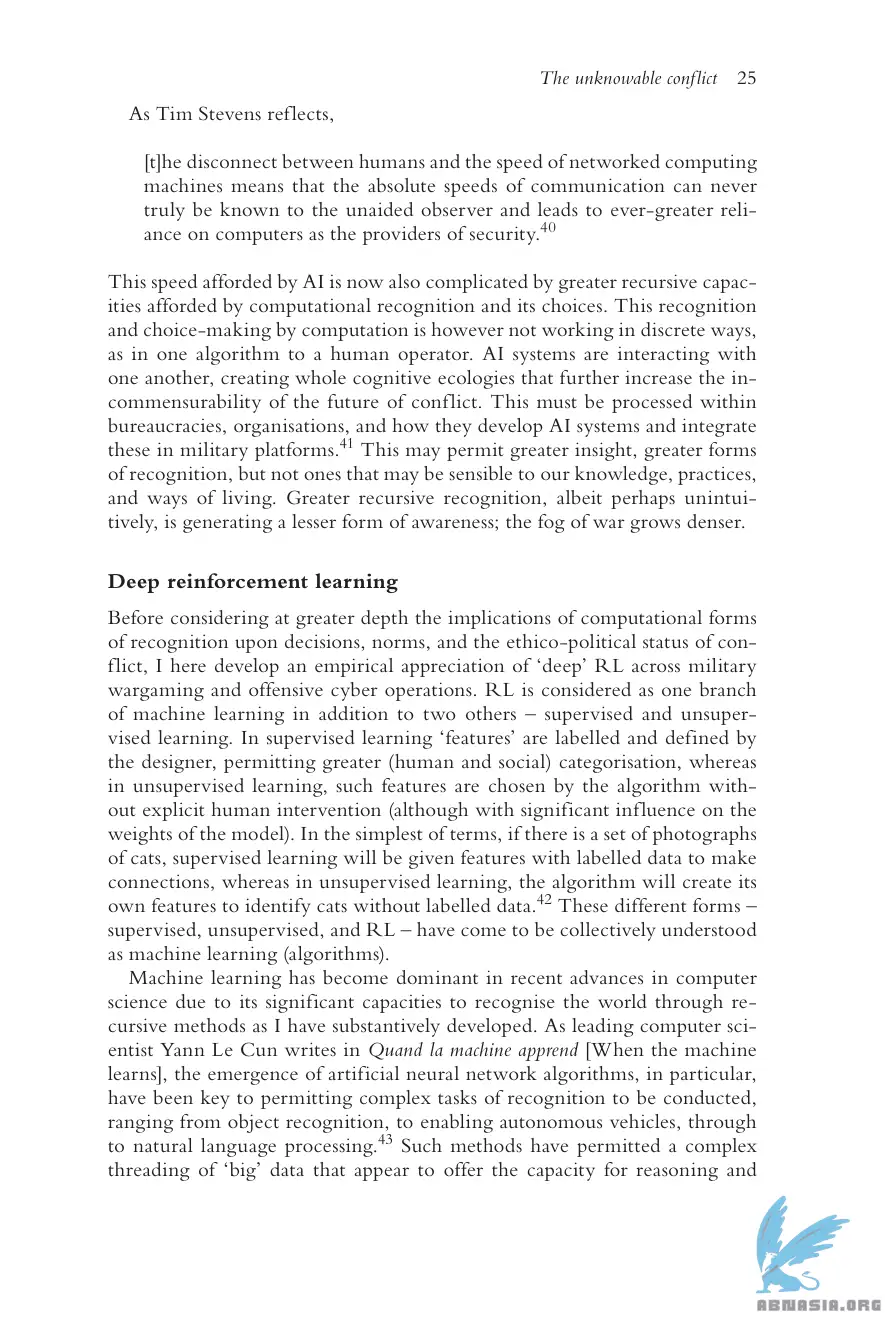 The unknowable conflict 25
As Tim Stevens reflects,
[t]he disconnect between humans and the speed of networked computing
machines means that the absolute speeds of communication can never
truly be known to the unaided observer and leads to ever-greater reli-
ance on computers as the providers of security.40
This speed afforded by AI is now also complicated by greater recursive capac-
ities afforded by computational recognition and its choices. This recognition
and choice-making by computation is however not working in discrete ways,
as in one algorithm to a human operator. AI systems are interacting with
one another, creating whole cognitive ecologies that further increase the in-
commensurability of the future of conflict. This must be processed within
bureaucracies, organisations, and how they develop AI systems and integrate
these in military platforms.41 This may permit greater insight, greater forms
of recognition, but not ones that may be sensible to our knowledge, practices,
and ways of living. Greater recursive recognition, albeit perhaps unintui-
tively, is generating a lesser form of awareness; the fog of war grows denser.
Deep reinforcement learning
Before considering at greater depth the implications of computational forms
of recognition upon decisions, norms, and the ethico-political status of con-
flict, I here develop an empirical appreciation of ‘deep’ RL across military
wargaming and offensive cyber operations. RL is considered as one branch
of machine learning in addition to two others – supervised and unsuper-
vised learning. In supervised learning ‘features’ are labelled and defined by
the designer, permitting greater (human and social) categorisation, whereas
in unsupervised learning, such features are chosen by the algorithm with-
out explicit human intervention (although with significant influence on the
weights of the model). In the simplest of terms, if there is a set of photographs
of cats, supervised learning will be given features with labelled data to make
connections, whereas in unsupervised learning, the algorithm will create its
own features to identify cats without labelled data.42 These different forms –
supervised, unsupervised, and RL – have come to be collectively understood
as machine learning (algorithms).
Machine learning has become dominant in recent advances in computer
science due to its significant capacities to recognise the world through re-
cursive methods as I have substantively developed. As leading computer sci-
entist Yann Le Cun writes in Quand la machine apprend [When the machine
learns], the emergence of artificial neural network algorithms, in particular,
have been key to permitting complex tasks of recognition to be conducted,
ranging from object recognition, to enabling autonomous vehicles, through
to natural language processing.43 Such methods have permitted a complex
threading of ‘big’ data that appear to offer the capacity for reasoning and
ABNASIA.ORG